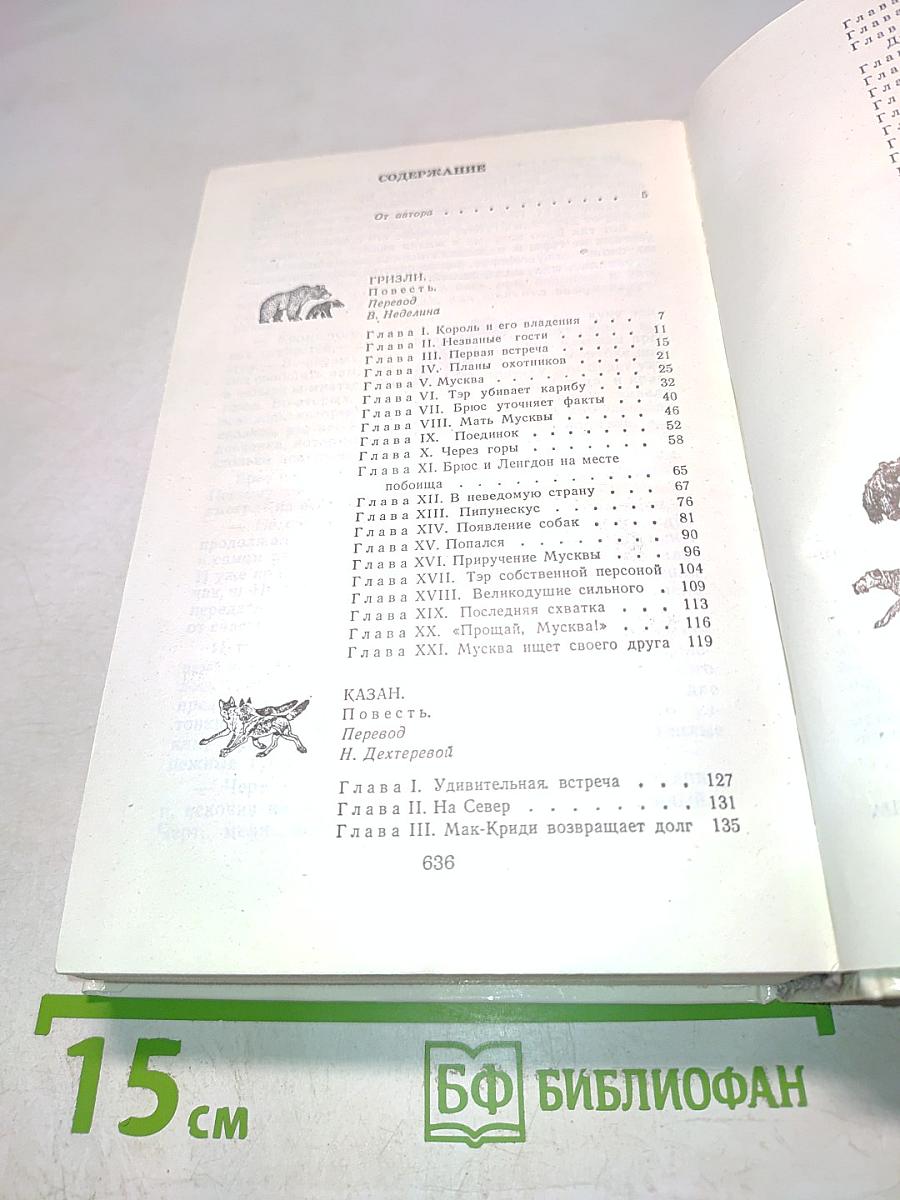 СОДЕРЖАНИЕ
От автора . . . . . . . . . . . . 5
ГРИЗЛИ.
Повесть.
Перевод
В. Неделина
Глава I. Король и его владения . . . 7
Глава II. Незваные гости . . . . . 11
Глава III. Первая встреча . . . . 15
Глава IV. Планы охотников . . . . 21
Глава V. Мусква . . . . . . . . 25
Глава VI. Тэр убивает карибу . . . 32
Глава VII. Брюс уточняет факты . . 40
Глава VIII. Мать Мусквы . . . . . 46
Глава IX. Поединок . . . . . . . 52
Глава X. Через горы . . . . . . . 58
Глава XI. Брюс и Ленгдон на месте
побоища . . . . . . . . . . 65
Глава XII. В неведомую страну . . . 67
Глава XIII. Пипунескус . . . . . 76
Глава XIV. Появление собак . . . . 81
Глава XV. Попался . . . . . . . 90
Глава XVI. Приручение Мусквы . . . 96
Глава XVII. Тэр собственной персоной 104
Глава XVIII. Великодушие сильного . 109
Глава XIX. Последняя схватка . . . 113
Глава XX. «Прощай, Мусква!» . . . 116
Глава XXI. Мусква ищет своего друга 119
КАЗАН.
Повесть.
Перевод
Н. Дехтеревой
Глава I. Удивительная встреча . . . 127
Глава II. На Север . . . . . . . 131
Глава III. Мак-Криди возвращает долг 135
636
Глава
Глава
Глава
15 см
БФ БИБЛИОФАН